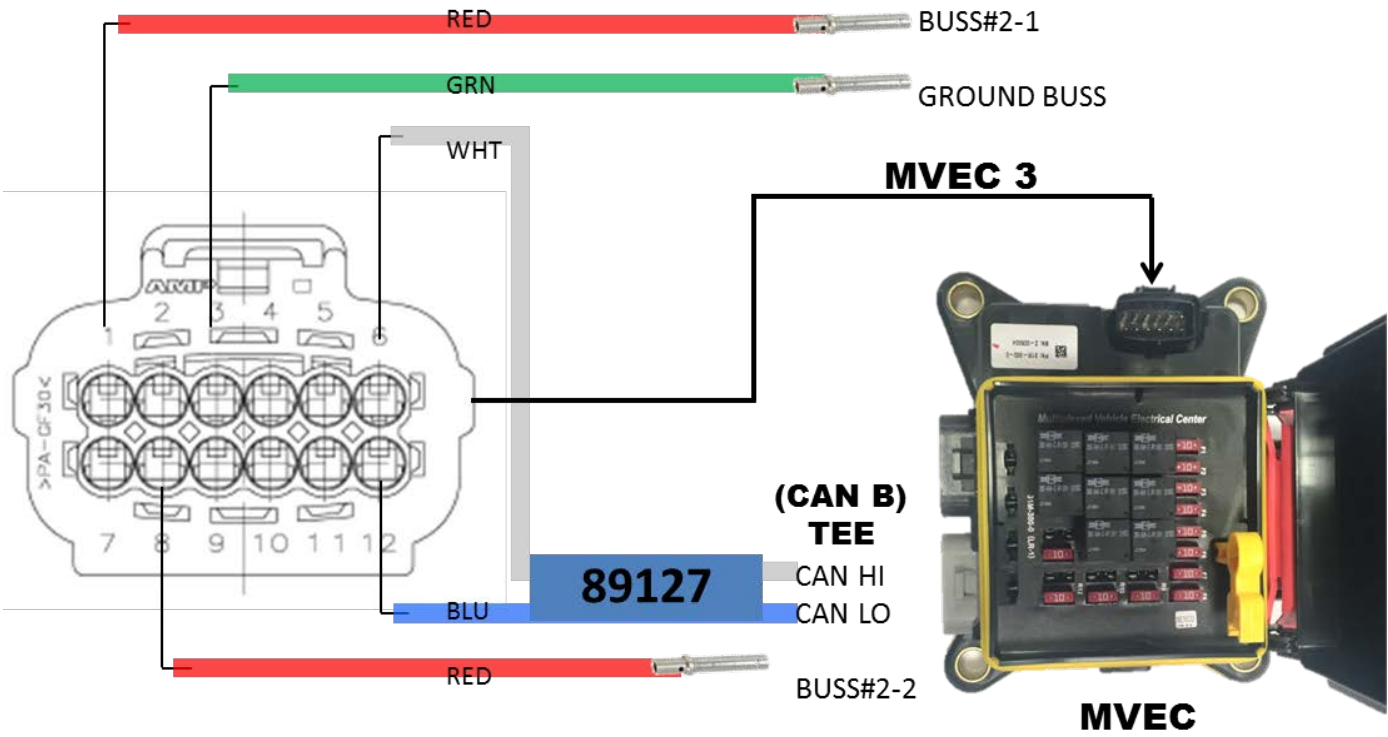 RED
BUSS#2-1
GRN
GROUND BUSS
WHT
MVEC 3
AMP
2 3 4 5
1 6
>PA-GF30<
Multiplexed Vehicle Electrical Center
(CAN B)
TEE
7 8 9 10 11 12
89127
CAN HI
BLU
CAN LO
RED
BUSS#2-2
MVEC